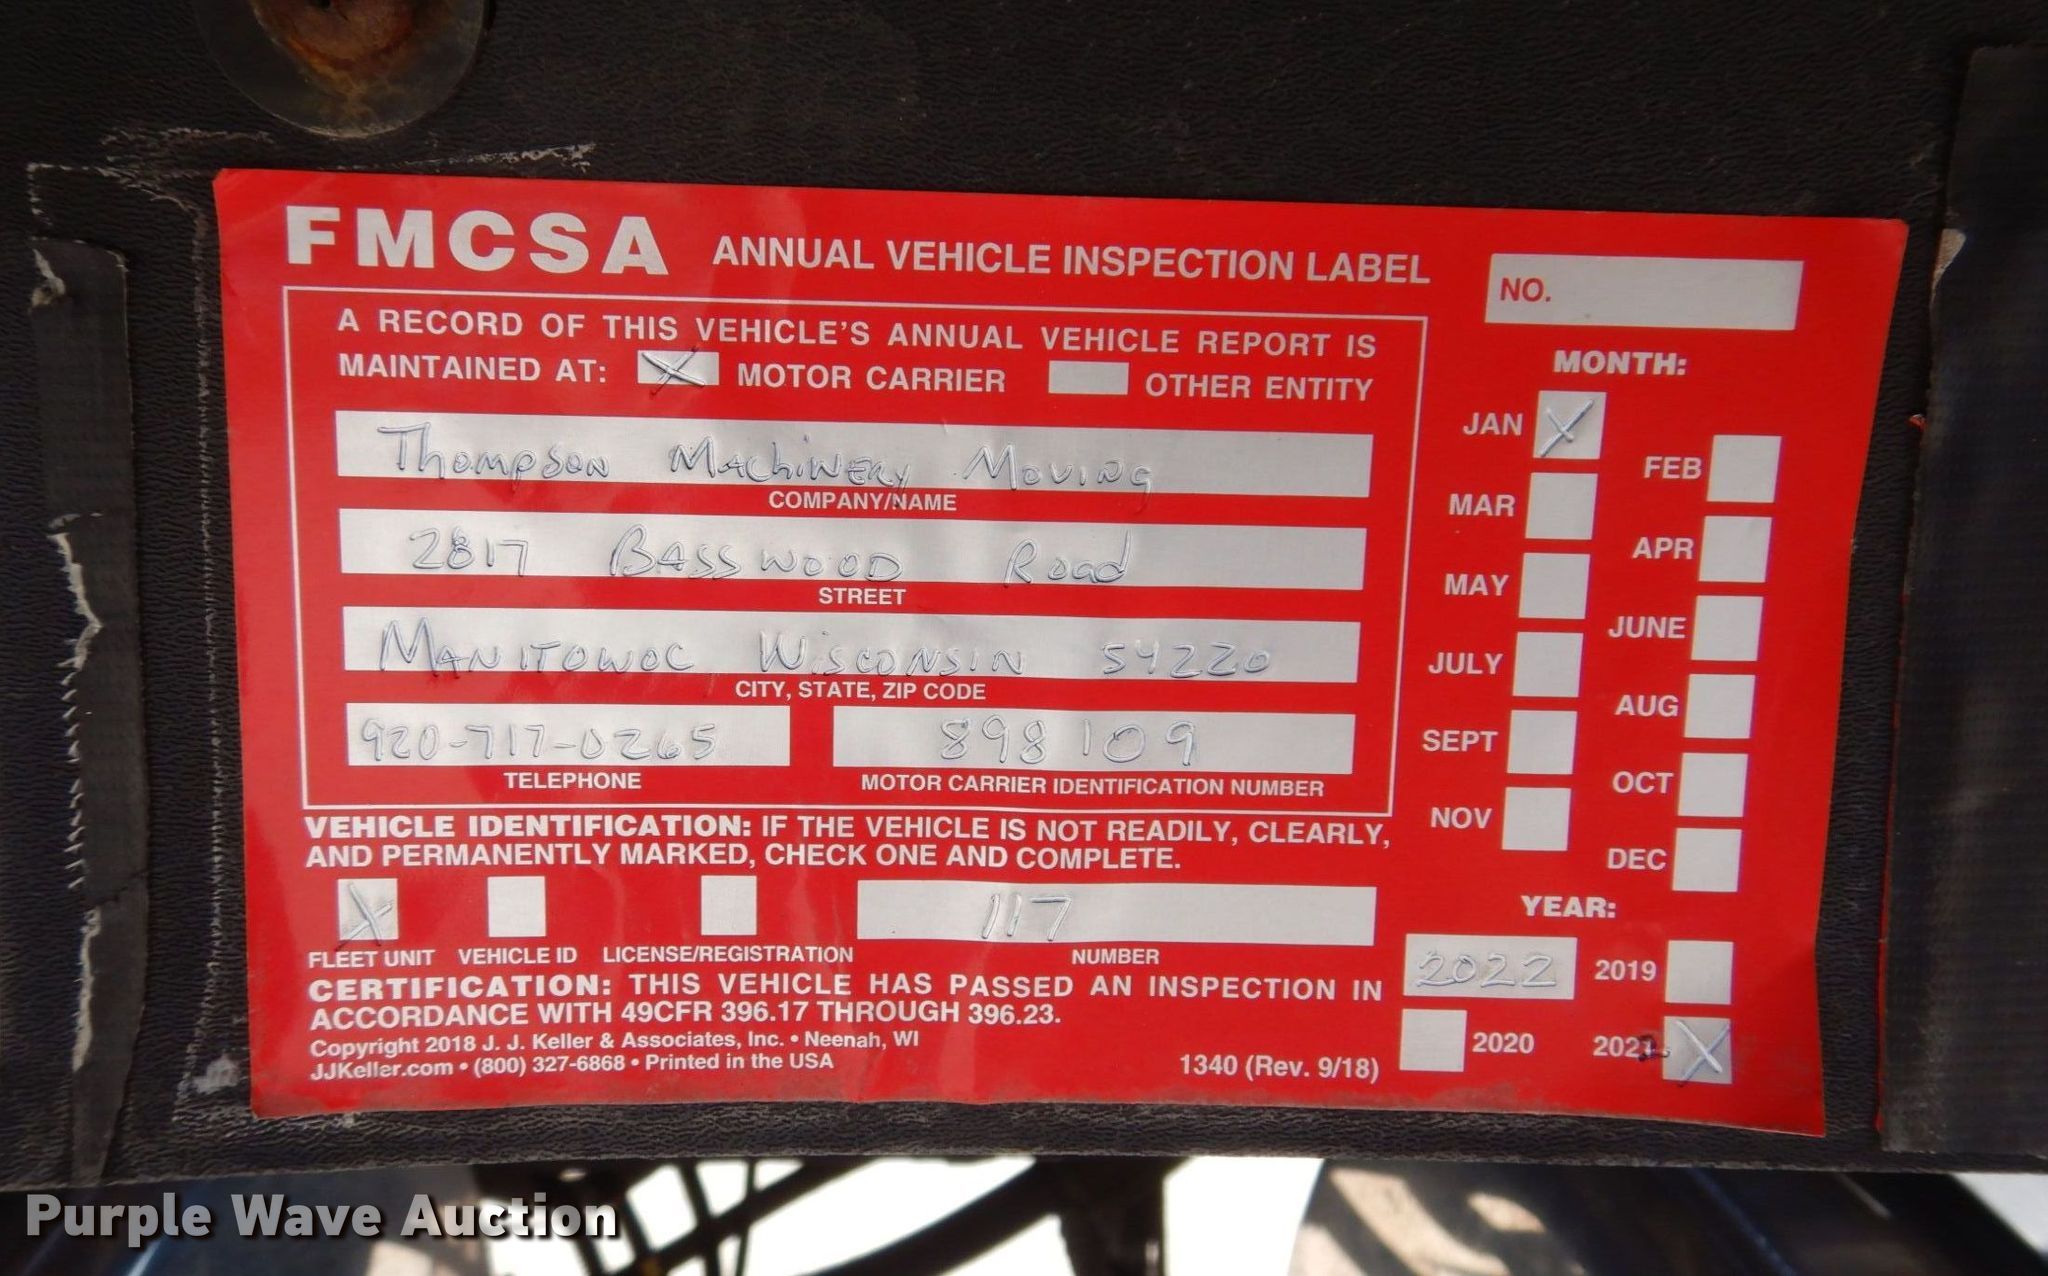 FMCSA ANNUAL VEHICLE INSPECTION LABEL
NO.
A RECORD OF THIS VEHICLE'S ANNUAL VEHICLE REPORT IS
MAINTAINED AT: X MOTOR CARRIER OTHER ENTITY
Thompson Machinery Moving
COMPANY/NAME
2817 Basswood Road
STREET
Manitowoc Wisconsin 54220
CITY, STATE, ZIP CODE
920-717-0265 898109
TELEPHONE MOTOR CARRIER IDENTIFICATION NUMBER
VEHICLE IDENTIFICATION: IF THE VEHICLE IS NOT READILY, CLEARLY,
AND PERMANENTLY MARKED, CHECK ONE AND COMPLETE.
X 117
FLEET UNIT VEHICLE ID LICENSE/REGISTRATION NUMBER
CERTIFICATION: THIS VEHICLE HAS PASSED AN INSPECTION IN
ACCORDANCE WITH 49CFR 396.17 THROUGH 396.23.
Copyright 2018 J. J. Keller & Associates, Inc. • Neenah, WI
JJKeller.com • (800) 327-6868 • Printed in the USA
1340 (Rev. 9/18)
MONTH:
JAN X
FEB
MAR
APR
MAY
JUNE
JULY
AUG
SEPT
OCT
NOV
DEC
YEAR:
2022 2019
2020 2022 X
Purple Wave Auction